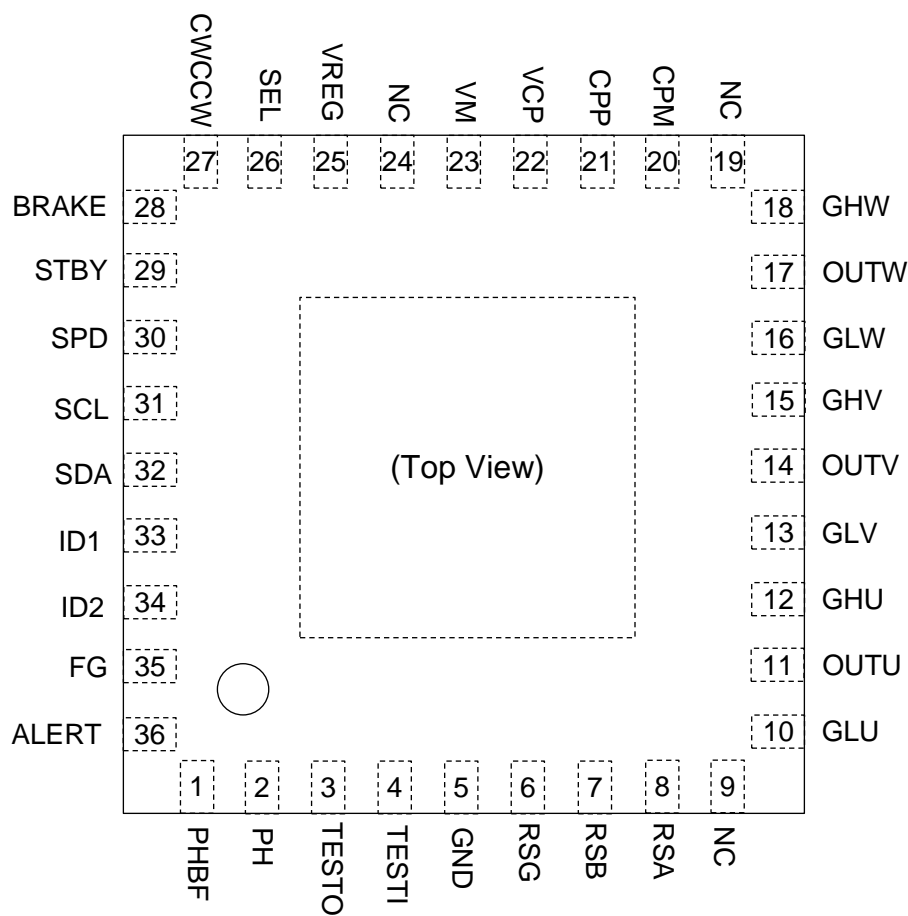 CWCCW SEL VREG NC VM VCP CPP CPM NC
27 26 25 24 23 22 21 20 19
BRAKE 28 18 GHW
STBY 29 17 OUTW
SPD 30 16 GLW
SCL 31 15 GHV
SDA 32 (Top View) 14 OUTV
ID1 33 13 GLV
ID2 34 12 GHU
FG 35 11 OUTU
ALERT 36 10 GLU
1 2 3 4 5 6 7 8 9
PHBF PH TESTO TESTI GND RSG RSB RSA NC